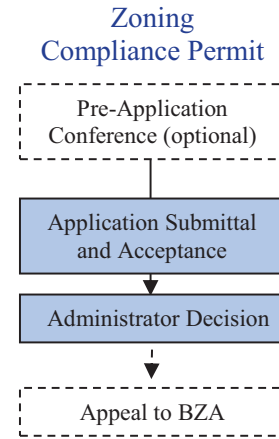 Zoning
Compliance Permit
Pre-Application
Conference (optional)
Application Submittal
and Acceptance
Administrator Decision
Appeal to BZA